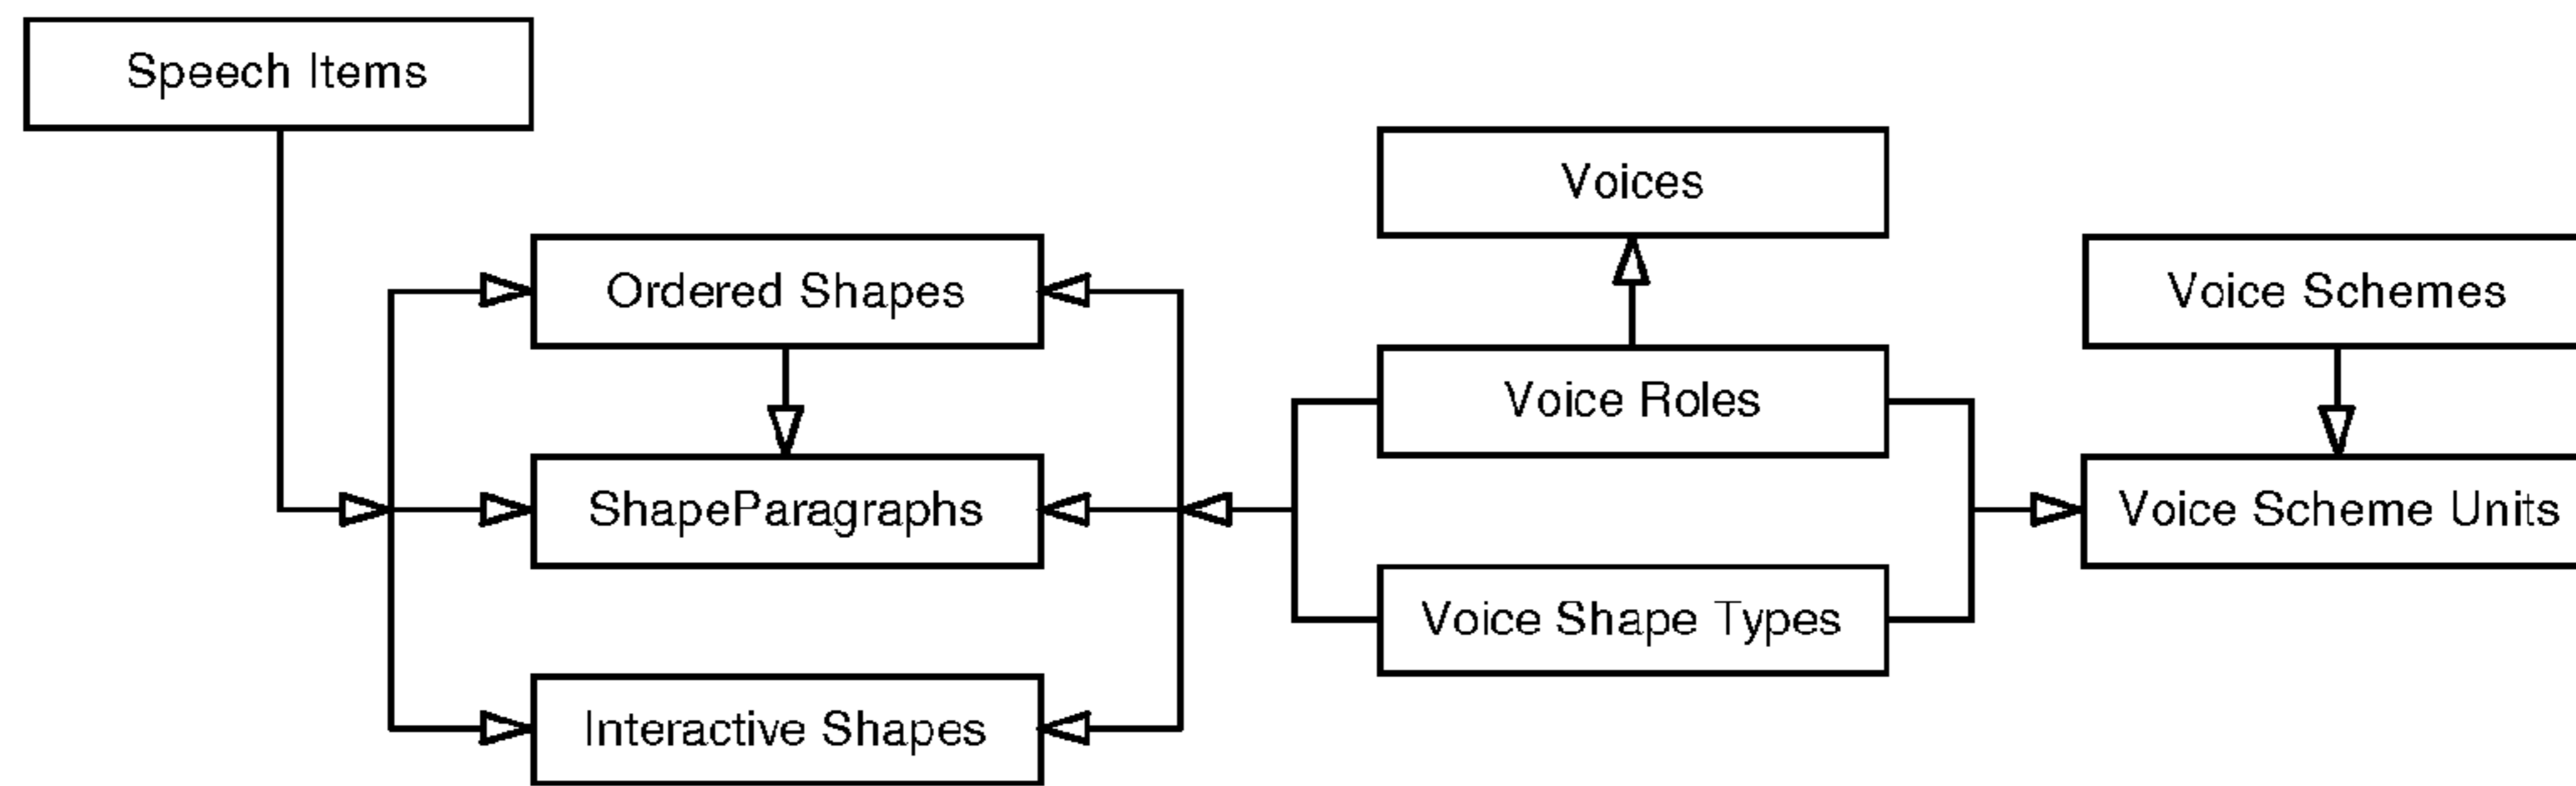 Speech Items
Voices
Ordered Shapes
Voice Schemes
Voice Roles
ShapeParagraphs
Voice Scheme Units
Voice Shape Types
Interactive Shapes